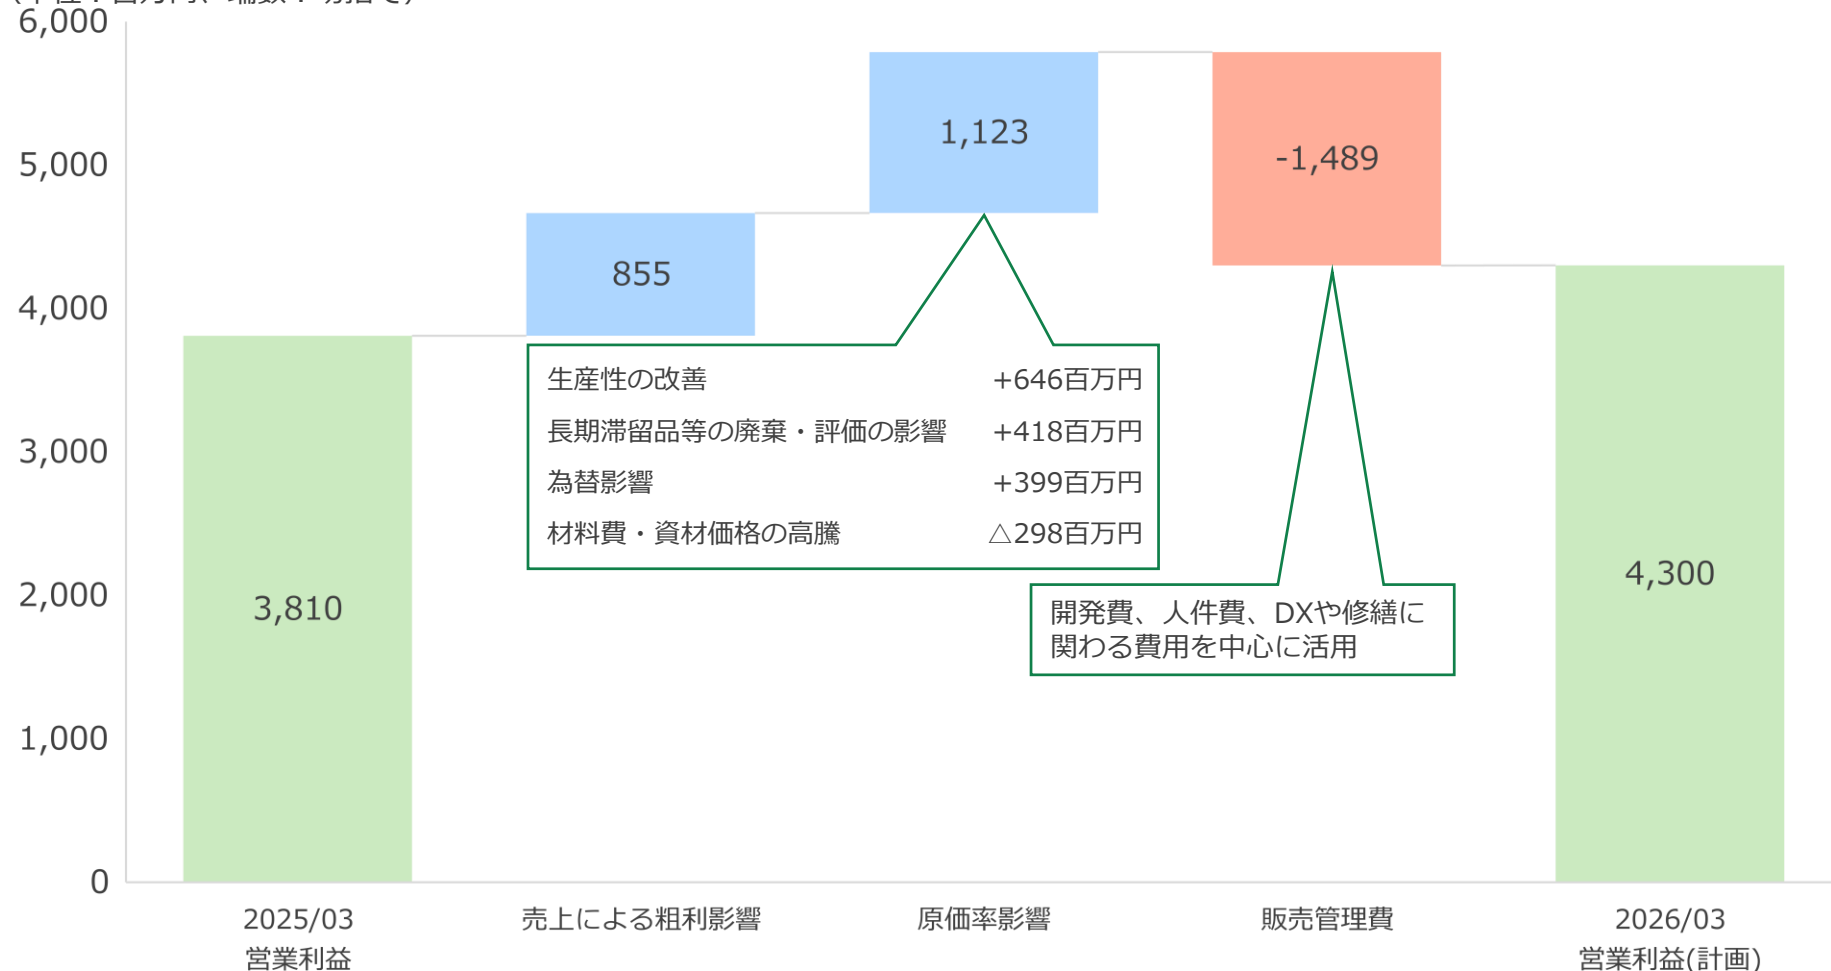 6,000
5,000
4,000
3,000
2,000
1,000
0
1,123
-1,489
855
3,810
4,300
生産性の改善 +646百万円
長期滞留品等の廃棄・評価の影響 +418百万円
為替影響 +399百万円
材料費・資材価格の高騰 △298百万円
開発費、人件費、DXや修繕に
関わる費用を中心に活用
2025/03
営業利益
売上による粗利影響
原価率影響
販売管理費
2026/03
営業利益(計画)